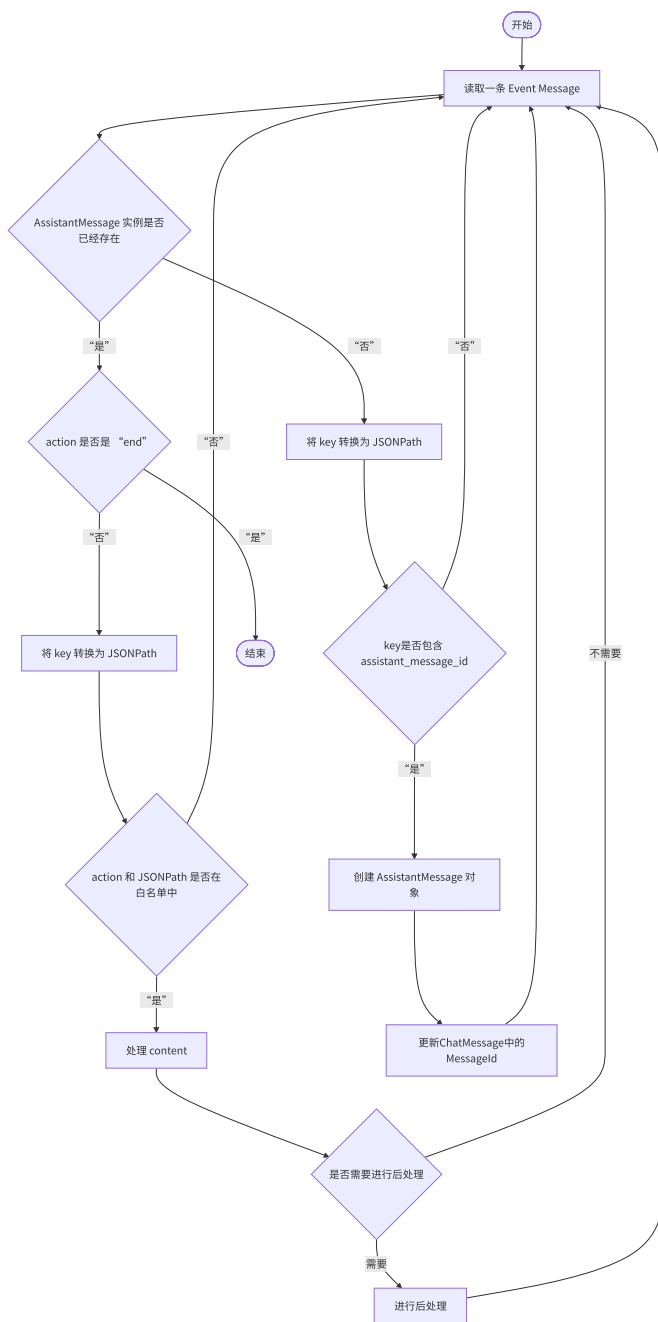 开始
读取一条 Event Message
AssistantMessage 实例是否
已经存在
“是”
“否”
“否”
action 是否是 “end”
“否”
将 key 转换为 JSONPath
“否”
“是”
将 key 转换为 JSONPath
结束
key是否包含
assistant_message_id
不需要
“是”
action 和 JSONPath 是否在
白名单中
创建 AssistantMessage 对
象
“是”
处理 content
更新ChatMessage中的
MessageId
是否需要进行后处理
需要
进行后处理